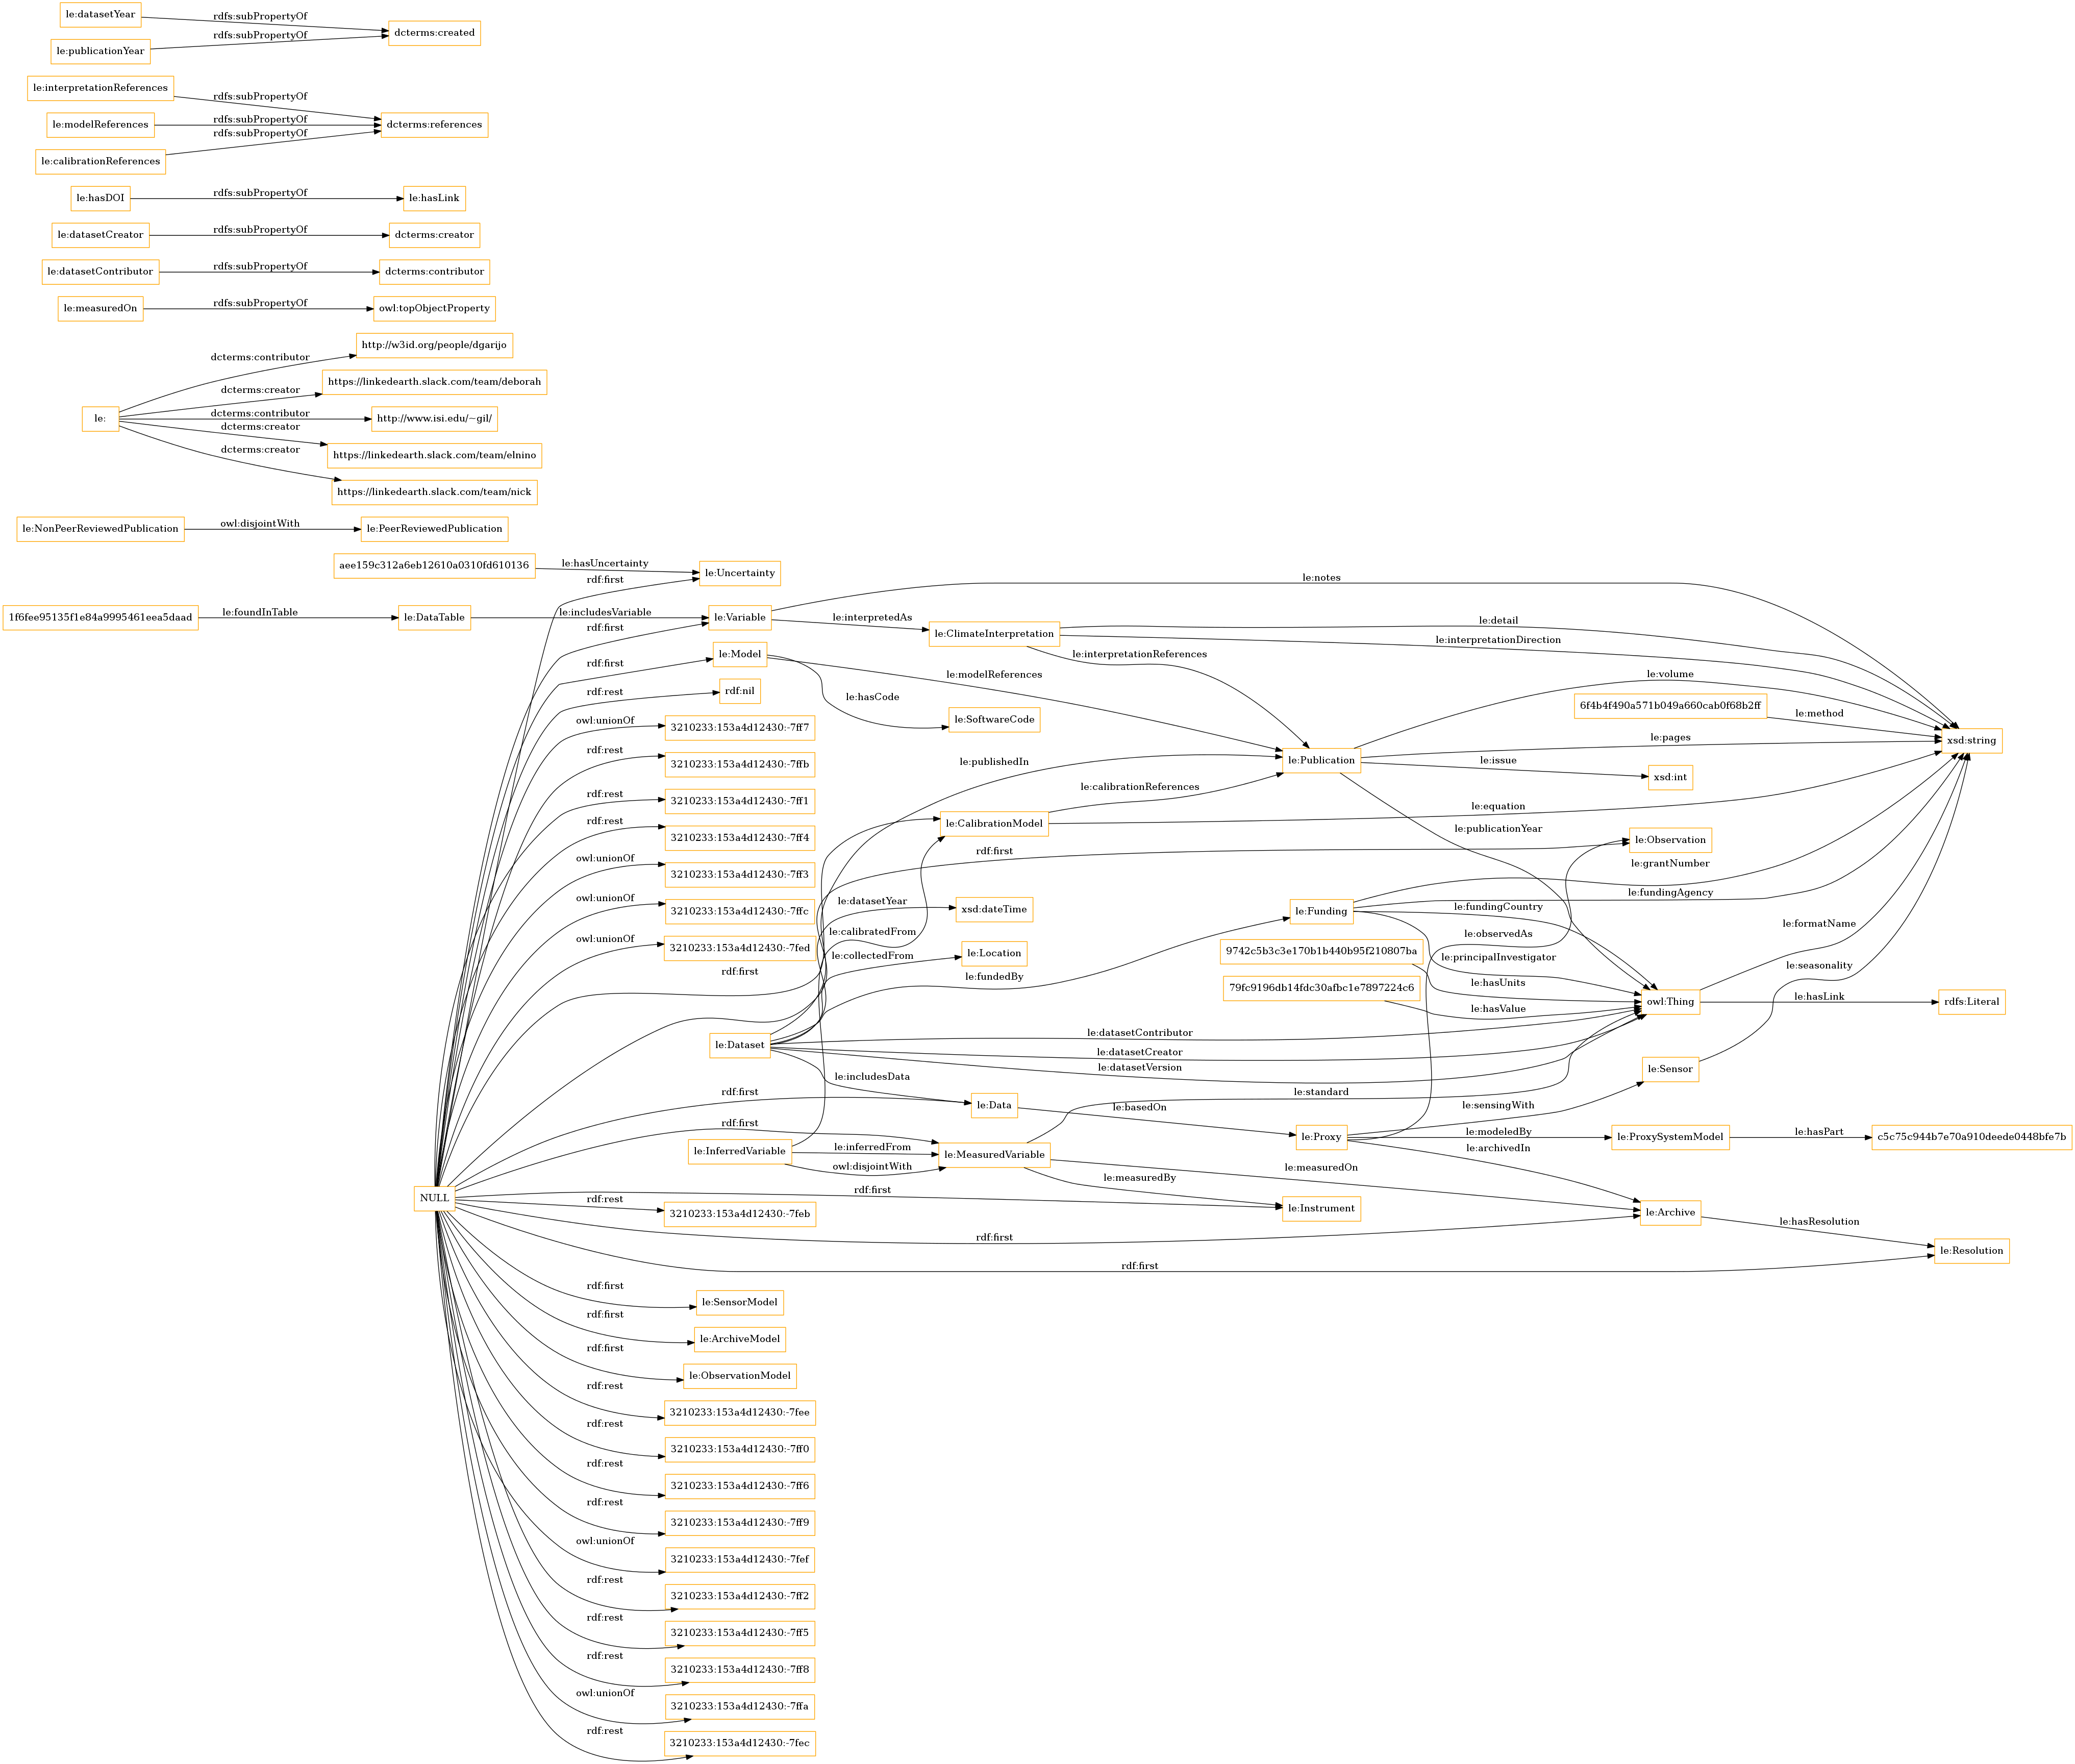 le:datasetYear
rdfs:subPropertyOf
dcterms:created
rdfs:subPropertyOf
le:publicationYear
le:interpretationReferences
rdfs:subPropertyOf
le:modelReferences
rdfs:subPropertyOf
dcterms:references
rdfs:subPropertyOf
le:calibrationReferences
le:hasDOI
rdfs:subPropertyOf
le:hasLink
le:datasetCreator
rdfs:subPropertyOf
dcterms:creator
le:datasetContributor
rdfs:subPropertyOf
dcterms:contributor
le:measuredOn
rdfs:subPropertyOf
owl:topObjectProperty
http://w3id.org/people/dgarijo
dcterms:contributor
https://linkedearth.slack.com/team/deborah
dcterms:creator
le:
dcterms:contributor
http://www.isi.edu/~gil/
dcterms:creator
https://linkedearth.slack.com/team/elnino
dcterms:creator
https://linkedearth.slack.com/team/nick
le:NonPeerReviewedPublication
owl:disjointWith
le:PeerReviewedPublication
aee159c312a6eb12610a0310fd610136
le:hasUncertainty
le:Uncertainty
rdf:first
1f6fee95135f1e84a9995461eea5daad
le:foundInTable
le:DataTable
le:includesVariable
le:Variable
le:notes
rdf:first
le:interpretedAs
le:ClimateInterpretation
le:detail
le:interpretationDirection
le:interpretationReferences
rdf:first
le:Model
le:modelReferences
le:hasCode
le:SoftwareCode
rdf:rest
rdf:nil
owl:unionOf
3210233:153a4d12430:-7ff7
rdf:rest
3210233:153a4d12430:-7ffb
rdf:rest
3210233:153a4d12430:-7ff1
rdf:rest
3210233:153a4d12430:-7ff4
owl:unionOf
3210233:153a4d12430:-7ff3
owl:unionOf
3210233:153a4d12430:-7ffc
owl:unionOf
3210233:153a4d12430:-7fed
rdf:first
le:publishedIn
le:Publication
le:volume
6f4b4f490a571b049a660cab0f68b2ff
le:method
xsd:string
le:pages
le:issue
xsd:int
le:publicationYear
le:calibrationReferences
le:CalibrationModel
le:equation
rdf:first
le:Observation
le:grantNumber
le:datasetYear
xsd:dateTime
le:Funding
le:fundingAgency
le:fundingCountry
le:calibratedFrom
le:collectedFrom
le:Location
le:fundedBy
le:observedAs
9742c5b3c3e170b1b440b95f210807ba
le:principalInvestigator
le:formatName
le:hasUnits
79fc9196db14fdc30afbc1e7897224c6
le:hasValue
owl:Thing
le:hasLink
rdfs:Literal
le:seasonality
le:Dataset
le:datasetContributor
le:datasetCreator
le:datasetVersion
le:Sensor
le:includesData
rdf:first
le:standard
le:Data
le:basedOn
le:sensingWith
le:Proxy
le:modeledBy
le:ProxySystemModel
le:hasPart
c5c75c944b7e70a910deede0448bfe7b
le:archivedIn
rdf:first
le:InferredVariable
le:inferredFrom
le:MeasuredVariable
owl:disjointWith
le:measuredOn
le:measuredBy
NULL
rdf:first
rdf:rest
3210233:153a4d12430:-7feb
le:Instrument
le:Archive
le:hasResolution
rdf:first
le:Resolution
rdf:first
rdf:first
le:SensorModel
rdf:first
le:ArchiveModel
rdf:first
le:ObservationModel
rdf:rest
3210233:153a4d12430:-7fee
rdf:rest
3210233:153a4d12430:-7ff0
rdf:rest
3210233:153a4d12430:-7ff6
rdf:rest
3210233:153a4d12430:-7ff9
owl:unionOf
3210233:153a4d12430:-7fef
rdf:rest
3210233:153a4d12430:-7ff2
rdf:rest
3210233:153a4d12430:-7ff5
rdf:rest
3210233:153a4d12430:-7ff8
owl:unionOf
3210233:153a4d12430:-7ffa
rdf:rest
3210233:153a4d12430:-7fec